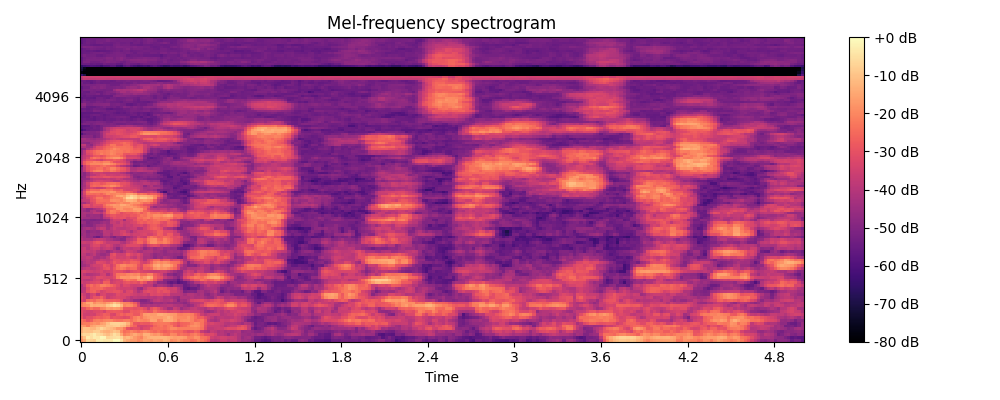 Mel-frequency spectrogram
Hz
4096
2048
1024
512
0
0 0.6 1.2 1.8 2.4 3 3.6 4.2 4.8
Time
+0 dB
-10 dB
-20 dB
-30 dB
-40 dB
-50 dB
-60 dB
-70 dB
-80 dB